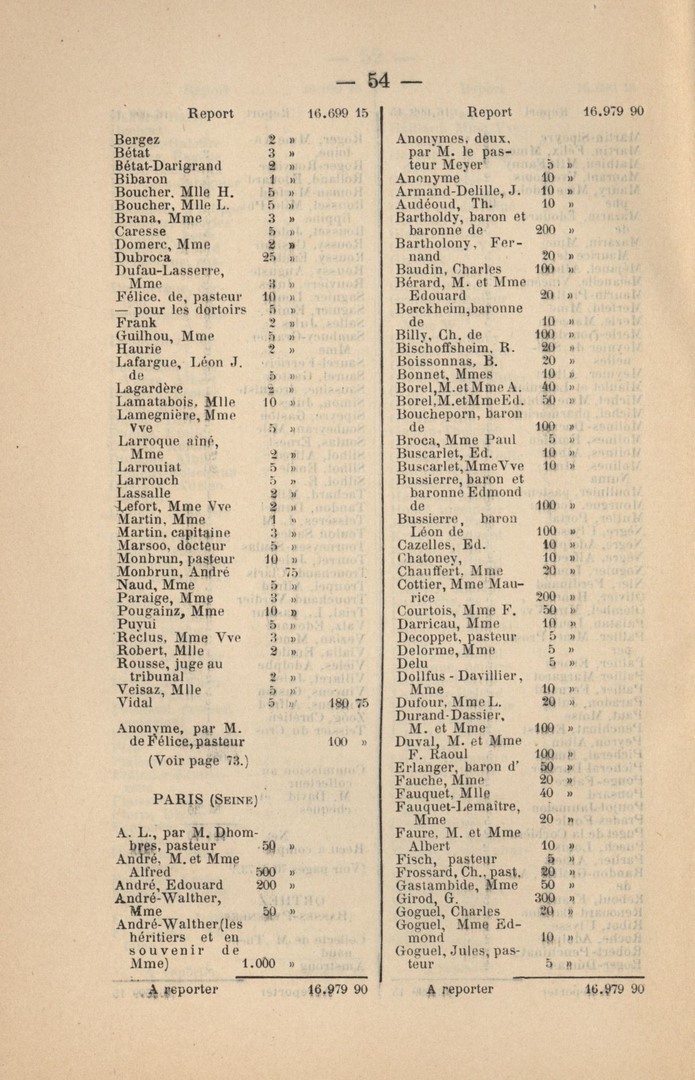 — 54 —
Report 16.699 15
Bergez 2 »
Bétat 3 »
Bétat-Darigrand 2 »
Bibaron 1 »
Boucher, Mlle H. 5 »
Boucher, Mlle L. 5 »
Brana, Mme 3 »
Caresse 5 »
Domerc, Mme 2 »
Dubroca 25 »
Dufau-Lasserre,
Mme 3 »
Félice. de, pasteur 10 »
— pour les dortoirs 5 »
Frank 2 »
Guilhou, Mme 5 »
Haurie 2 »
Lafargue, Léon J.
de 5 »
Lagardère 2 »
Lamatabois, Mlle 10 »
Lamegnière, Mme
Vve 5 »
Larroque aîné,
Mme 2 »
Larrouiat 5 »
Larrouch 5 »
Lassalle 2 »
Lefort, Mme Vve 2 »
Martin, Mme 1 »
Martin, capitaine 3 »
Marsoo, docteur 5 »
Monbrun, pasteur 10 »
Monbrun, André 75
Naud, Mme 5 »
Paraige, Mme 3 »
Pougainz, Mme 10 »
Puyui 5 »
Reclus, Mme Vve 3 »
Robert, Mlle 2 »
Rousse, juge au
tribunal 2 »
Veisaz, Mlle 5 »
Vidal 5 » 180 75
Anonyme, par M.
de Félice, pasteur 100 »
(Voir page 73.)
PARIS (SEINE)
A. L., par M. Dhom-
bres, pasteur 50 »
André, M. et Mme
Alfred 500 »
André, Edouard 200 »
André-Walther,
Mme 50 »
André-Walther (les
héritiers et en
souvenir de
Mme) 1.000 »
A reporter 16.979 90
Report 16.979 90
Anonymes, deux.
par M. le pas-
teur Meyer 5 »
Anonyme 10 »
Armand-Delille, J. 10 »
Audéoud, Th. 10 »
Bartholdy, baron et
baronne de 200 »
Bartholony, Fer-
nand 20 »
Baudin, Charles 100 »
Bérard, M. et Mme
Edouard 20 »
Berckheim, baronne
de 10 »
Billy, Ch. de 100 »
Bischoffsheim, R. 20 »
Boissonnas, B. 20 »
Bonnet, Mmes 10 »
Borel, M. et Mme A. 40 »
Borel, M. et Mme Ed. 50 »
Boucheporn, baron
de 100 »
Broca, Mme Paul 5 »
Buscarlet, Ed. 10 »
Buscarlet, Mme Vve 10 »
Bussierre, baron et
baronne Edmond
de 100 »
Bussierre, baron
Léon de 100 »
Cazelles, Ed. 10 »
Chatoney, 10 »
Chauffert, Mme 20 »
Cottier, Mme Mau-
rice 200 »
Courtois, Mme F. 50 »
Darricau, Mme 10 »
Decoppet, pasteur 5 »
Delorme, Mme 5 »
Delu 5 »
Dollfus - Davillier,
Mme 10 »
Dufour, Mme L. 20 »
Durand-Dassier,
M. et Mme 100 »
Duval, M. et Mme
F. Raoul 100 »
Erlanger, baron d' 50 »
Fauche, Mme 20 »
Fauquet, Mlle 40 »
Fauquet-Lemaître,
Mme 20 »
Faure, M. et Mme
Albert 10 »
Fisch, pasteur 5 »
Frossard, Ch., past. 20 »
Gastambide, Mme 50 »
Girod, G. 300 »
Goguel, Charles 20 »
Goguel, Mme Ed-
mond 10 »
Goguel, Jules, pas-
teur 5 »
A reporter 16.979 90